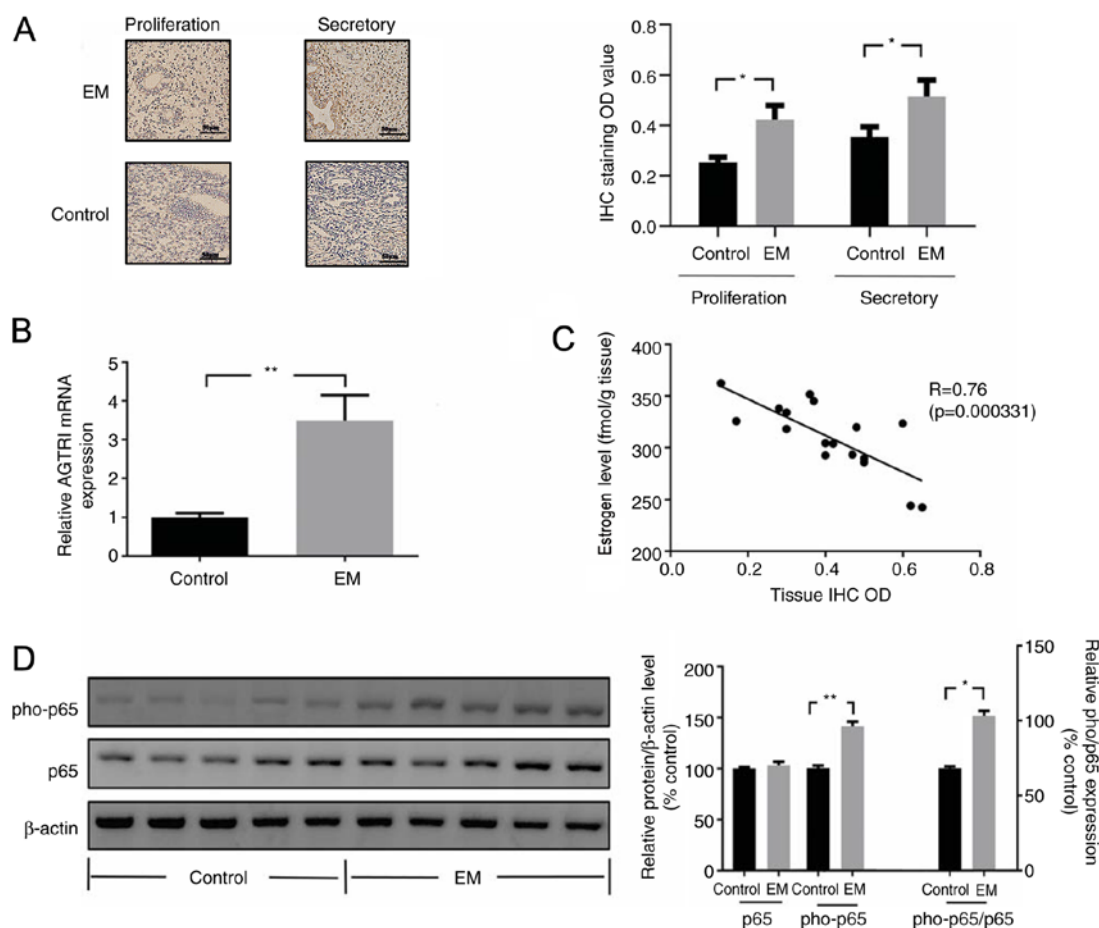 A
Proliferation
Secretory
EM
Control
50μm
50μm
IHC staining OD value
0.8
0.6
0.4
0.2
0.0
*
*
Control EM Control EM
Proliferation Secretory
B
Relative AGTRI mRNA
expression
5
4
3
2
1
0
**
Control EM
C
Estrogen level (fmol/g tissue)
400
350
300
250
200
R=0.76
(p=0.000331)
0.0 0.2 0.4 0.6 0.8
Tissue IHC OD
D
pho-p65
p65
β-actin
Control EM
Relative protein/β-actin level
(% control)
200
150
100
50
0
**
*
150
100
50
0
Relative pho/p65 expression
(% control)
Control EM Control EM Control EM
p65 pho-p65 pho-p65/p65